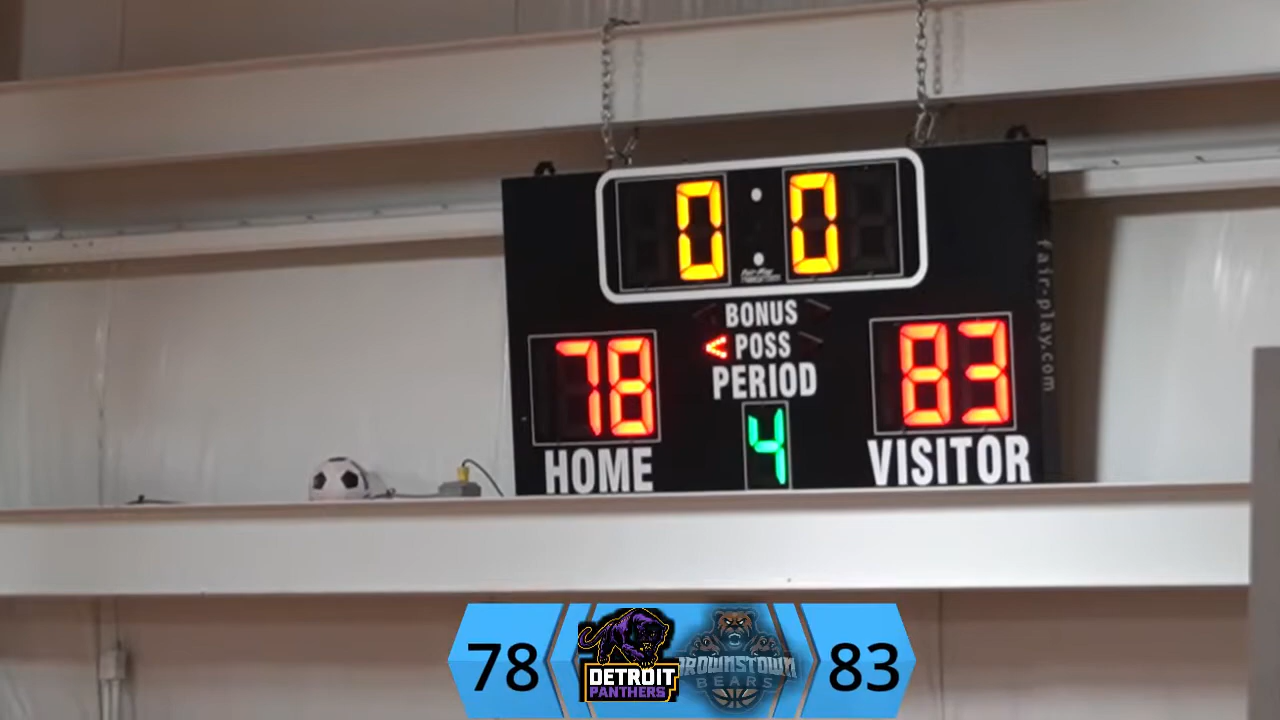 0:0
BONUS
<POSS
PERIOD
78
83
4
HOME
VISITOR
fair-play.com
78
DETROIT
PANTHERS
BROWNSTOWN
BEARS
83